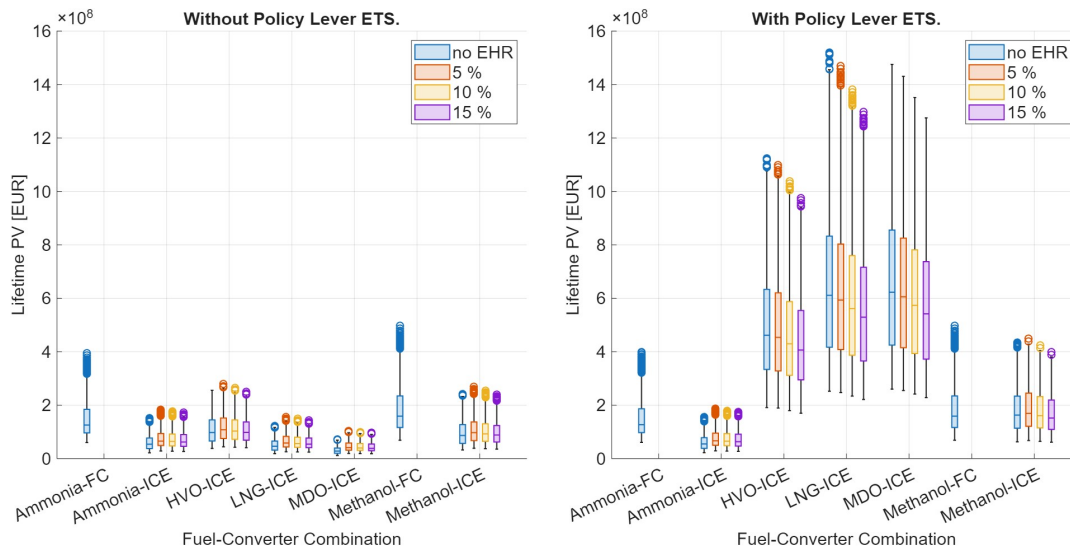 Without Policy Lever ETS.
×10⁸
16
14
12
10
8
6
4
2
0
Lifetime PV [EUR]
no EHR
5 %
10 %
15 %
Ammonia-FC
Ammonia-ICE
HVO-ICE
LNG-ICE
MDO-ICE
Methanol-FC
Methanol-ICE
Fuel-Converter Combination
With Policy Lever ETS.
×10⁸
16
14
12
10
8
6
4
2
0
Lifetime PV [EUR]
no EHR
5 %
10 %
15 %
Ammonia-FC
Ammonia-ICE
HVO-ICE
LNG-ICE
MDO-ICE
Methanol-FC
Methanol-ICE
Fuel-Converter Combination